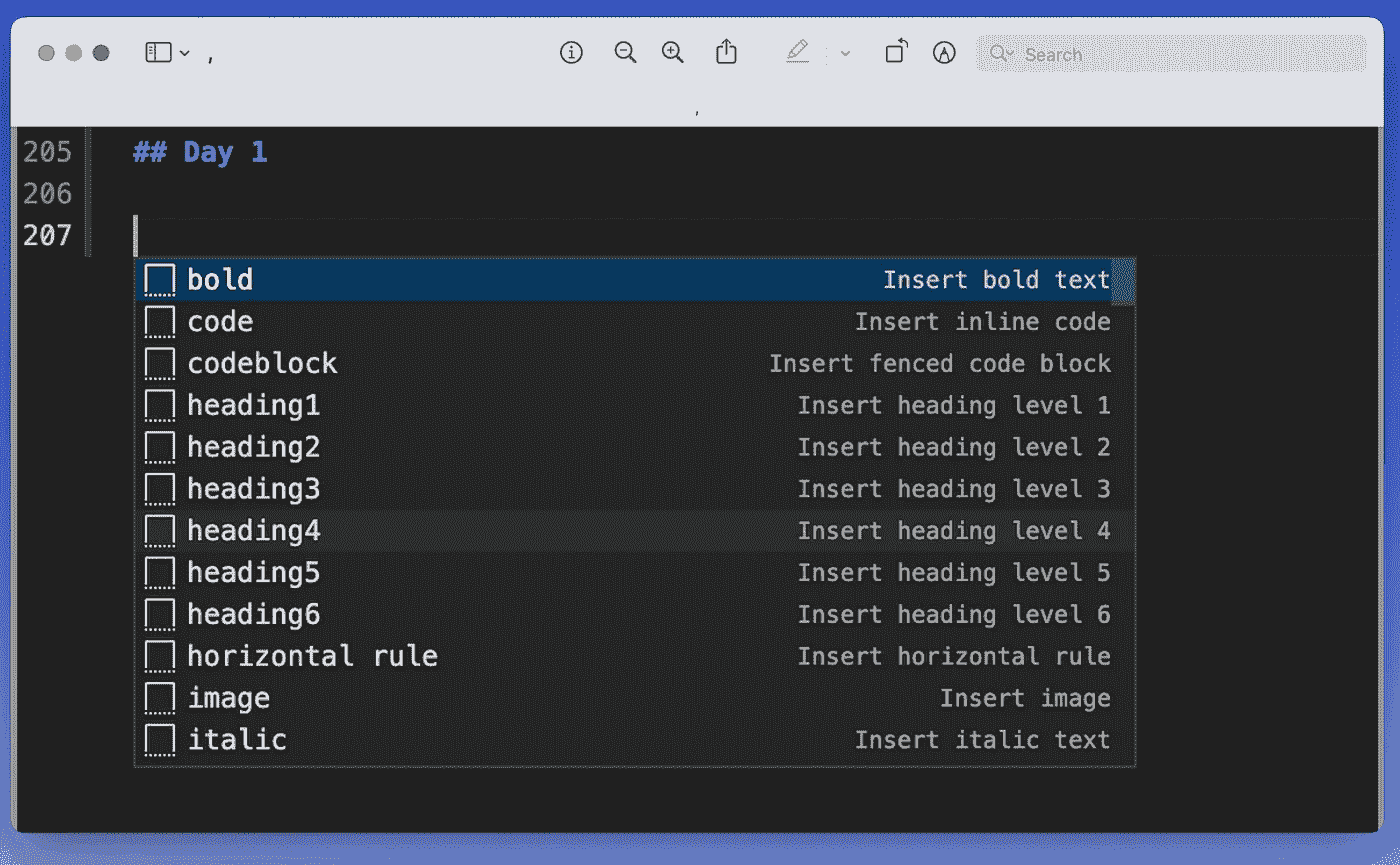 ,
Search
,
205 ## Day 1
206
207
bold Insert bold text
code Insert inline code
codeblock Insert fenced code block
heading1 Insert heading level 1
heading2 Insert heading level 2
heading3 Insert heading level 3
heading4 Insert heading level 4
heading5 Insert heading level 5
heading6 Insert heading level 6
horizontal rule Insert horizontal rule
image Insert image
italic Insert italic text